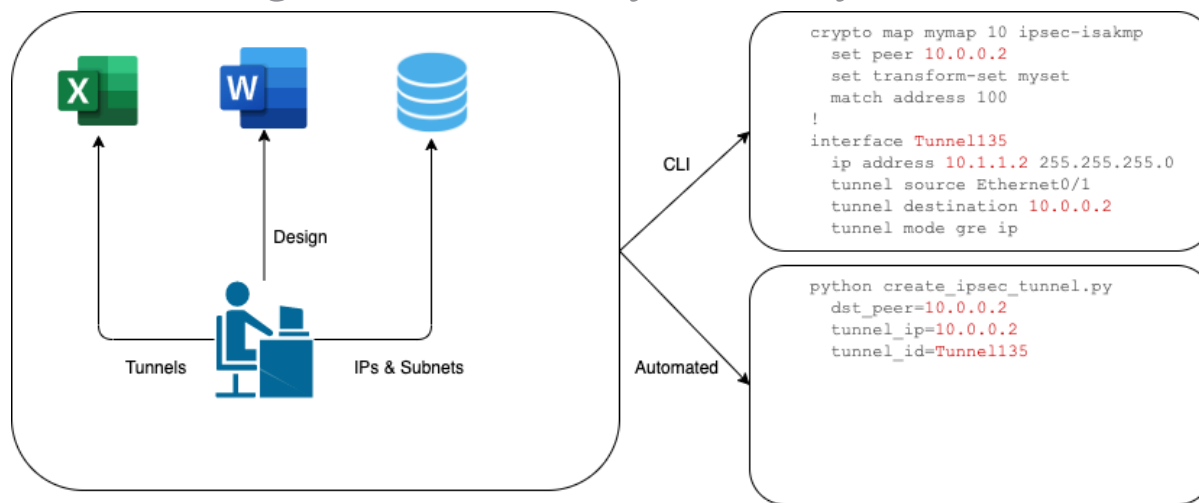 X
W
Design
Tunnels
IPs & Subnets
CLI
Automated
crypto map mymap 10 ipsec-isakmp
set peer 10.0.0.2
set transform-set myset
match address 100
!
interface Tunnel135
ip address 10.1.1.2 255.255.255.0
tunnel source Ethernet0/1
tunnel destination 10.0.0.2
tunnel mode gre ip
python create_ipsec_tunnel.py
dst_peer=10.0.0.2
tunnel_ip=10.0.0.2
tunnel_id=Tunnel135